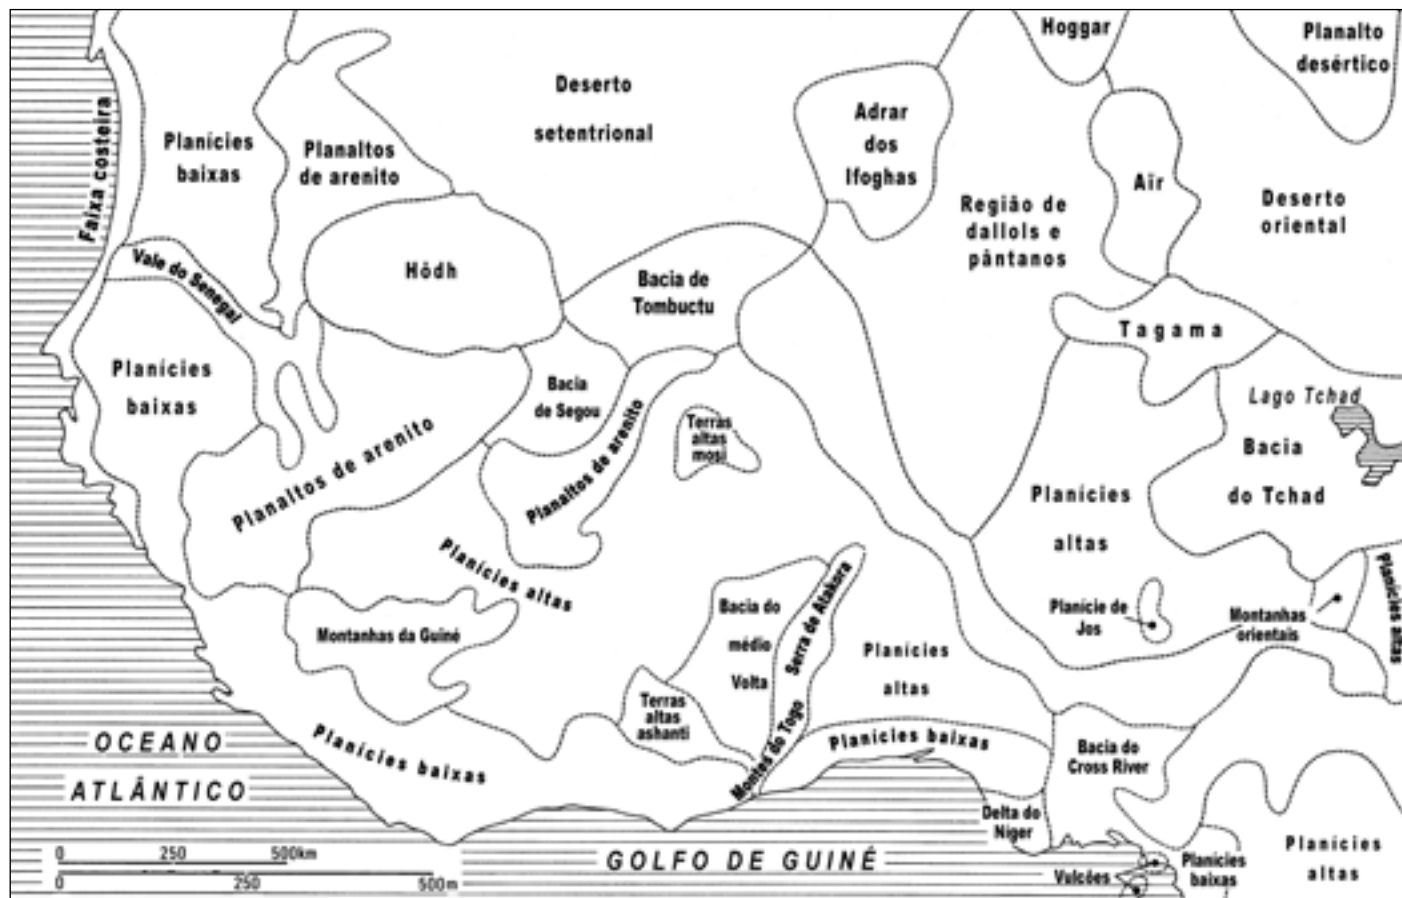 Hoggar
Planalto
desértico
Deserto
setentrional
Adrar
dos
Ifoghas
Faixa costeira
Planícies
baixas
Planaltos
de arenito
Aïr
Região de
dallols e
pântanos
Deserto
oriental
Vale do Senegal
Hôdh
Bacia de
Tombuctu
Tagama
Planícies
baixas
Bacia
de Segou
Lago Tchad
Planaltos de arenito
Planaltos de arenito
Terras
altas
mosi
Bacia
do Tchad
Planícies
altas
Planícies altas
Planícies altas
Montanhas da Guiné
Bacia do
médio
Volta
Serra de Atakora
Planície de
Jos
Montanhas
orientais
Planícies
altas
Terras
altas
ashanti
Montes do Togo
Planícies baixas
Planícies baixas
Bacia do
Cross River
OCEANO
ATLÂNTICO
Delta do
Niger
Planícies
altas
GOLFO DE GUINÉ
Vulcões
Planícies
baixas
0 250 500km
0 250 500m